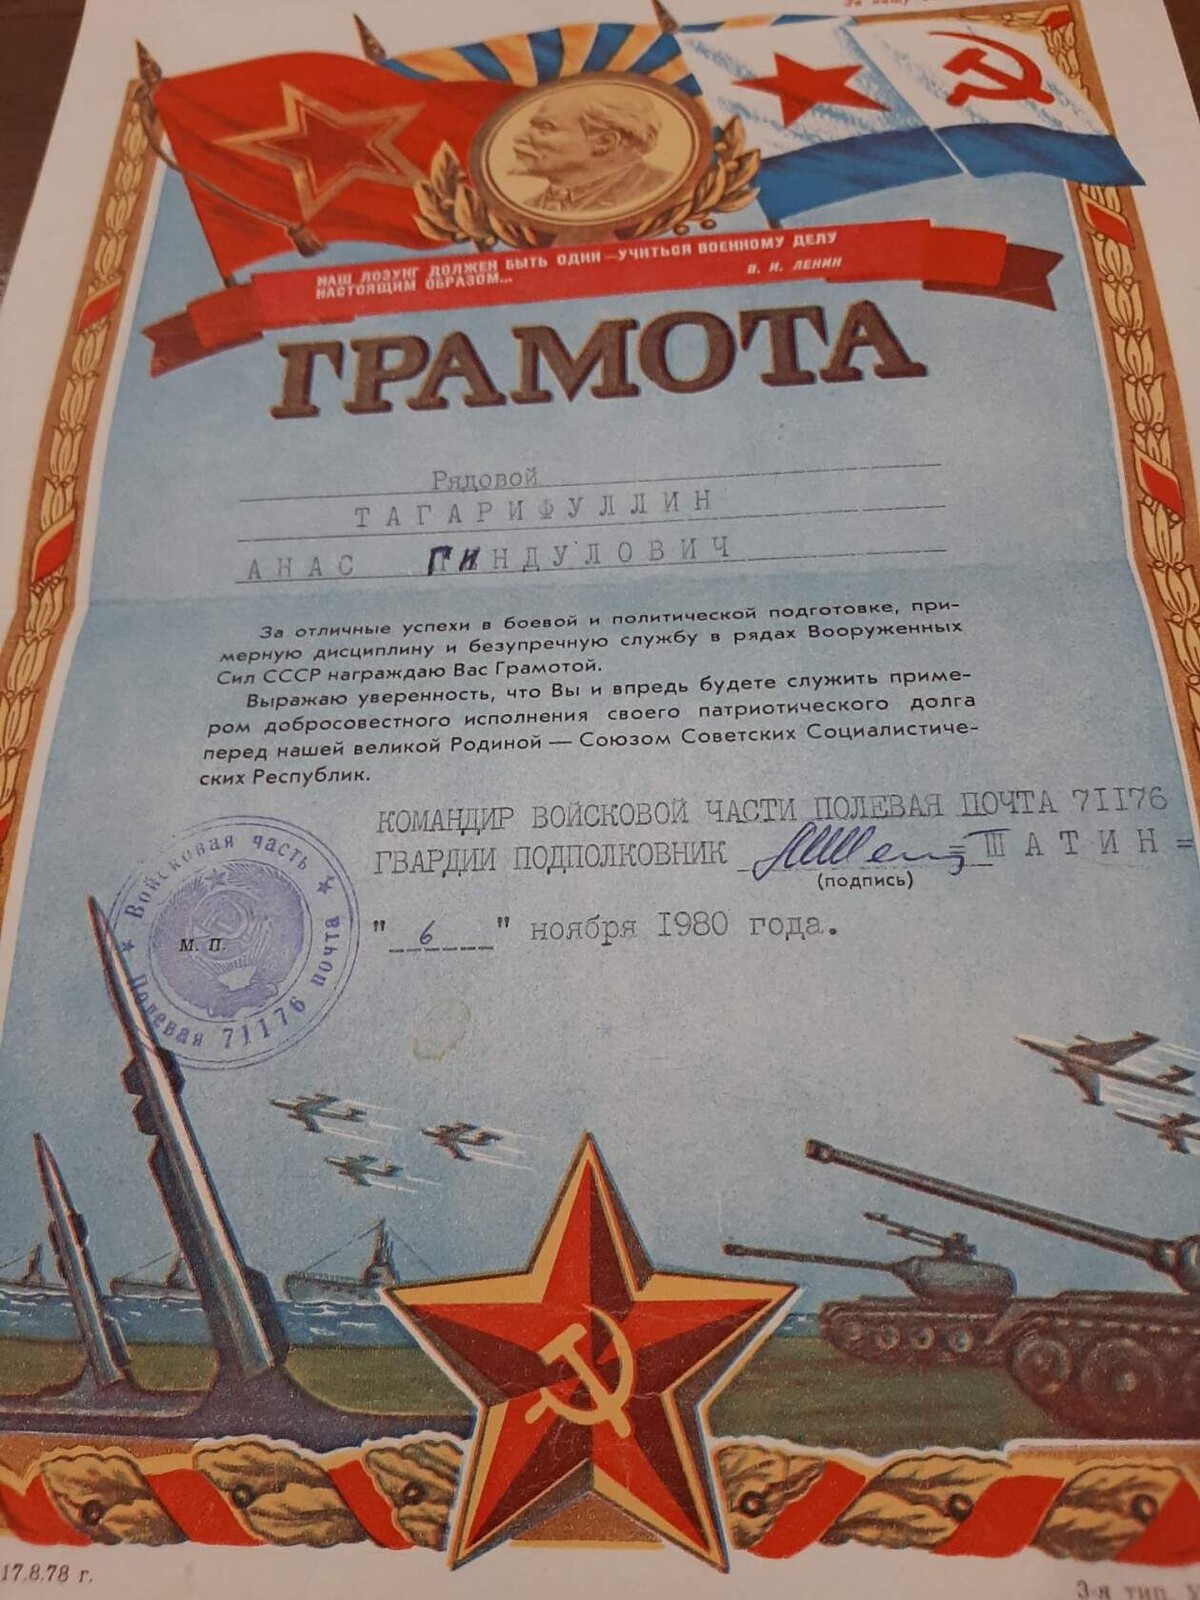 За нашу
НАШ ЛОЗУНГ ДОЛЖЕН БЫТЬ ОДИН—УЧИТЬСЯ ВОЕННОМУ ДЕЛУ
НАСТОЯЩИМ ОБРАЗОМ...
В. И. ЛЕНИН
ГРАМОТА
Рядовой
ТАГАРИФУЛЛИН
АНАС ГИНДУЛОВИЧ
За отличные успехи в боевой и политической подготовке, при-
мерную дисциплину и безупречную службу в рядах Вооруженных
Сил СССР награждаю Вас Грамотой.
Выражаю уверенность, что Вы и впредь будете служить приме-
ром добросовестного исполнения своего патриотического долга
перед нашей великой Родиной — Союзом Советских Социалистиче-
ских Республик.
КОМАНДИР ВОЙСКОВОЙ ЧАСТИ ПОЛЕВАЯ ПОЧТА 71176
ГВАРДИИ ПОДПОЛКОВНИК =ШАТИН=
(подпись)
"6" ноября 1980 года.
Войсковая часть
Полевая 71176 почта
М. П.
17.8.78 г.
3-я тип. У